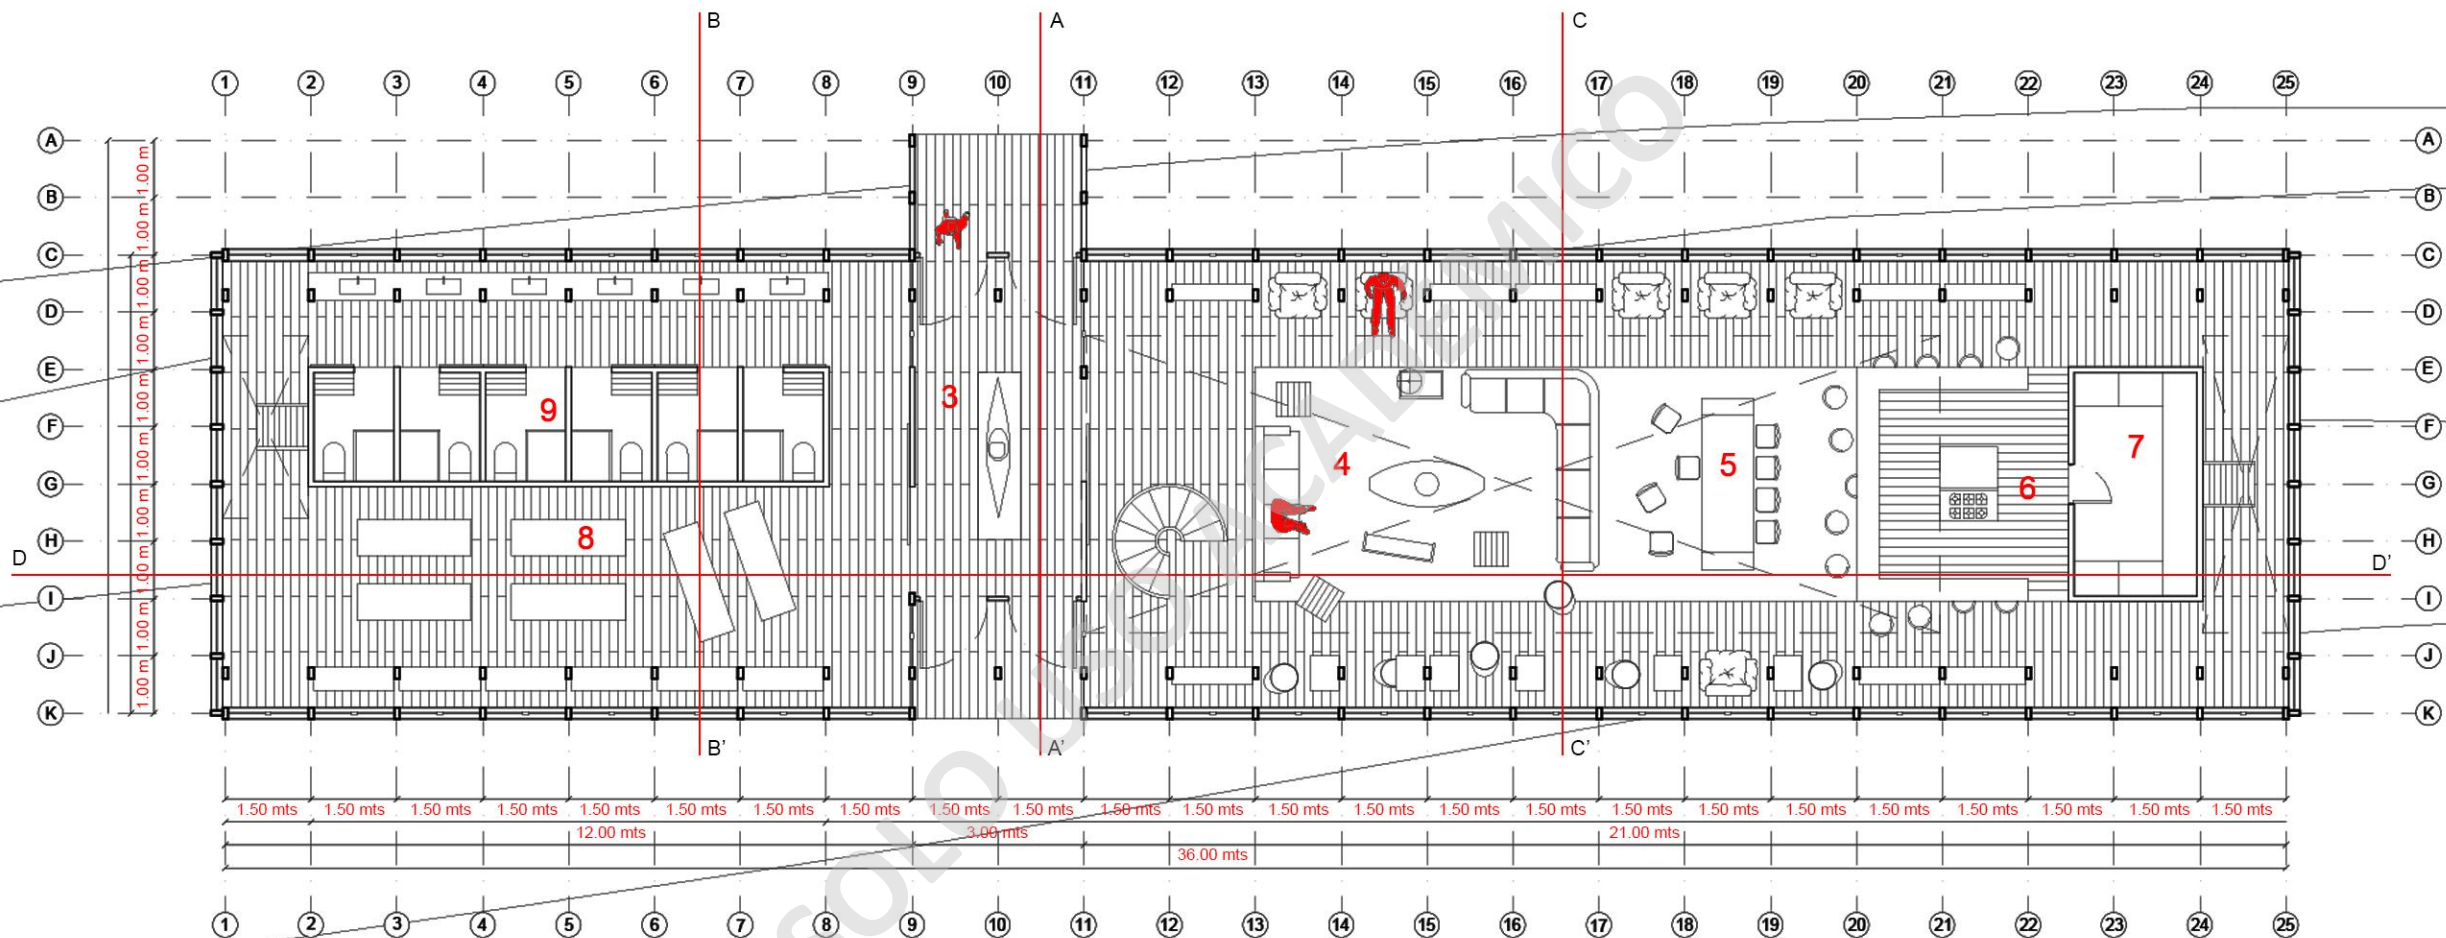 B A C
1 2 3 4 5 6 7 8 9 10 11 12 13 14 15 16 17 18 19 20 21 22 23 24 25
A A
B B
C C
D D
E E
F F
G G
H H
I I
J J
K K
1.00 m
1.00 m
1.00 m
1.00 m
1.00 m
1.00 m
1.00 m
1.00 m
1.00 m
1.00 m
3
4
5
6
7
8
9
D D'
B' A' C'
SOLO USO ACADEMICO
1.50 mts 1.50 mts 1.50 mts 1.50 mts 1.50 mts 1.50 mts 1.50 mts 1.50 mts 1.50 mts 1.50 mts 1.50 mts 1.50 mts 1.50 mts 1.50 mts 1.50 mts 1.50 mts 1.50 mts 1.50 mts 1.50 mts 1.50 mts 1.50 mts 1.50 mts 1.50 mts 1.50 mts
12.00 mts 3.00 mts 21.00 mts
36.00 mts
1 2 3 4 5 6 7 8 9 10 11 12 13 14 15 16 17 18 19 20 21 22 23 24 25